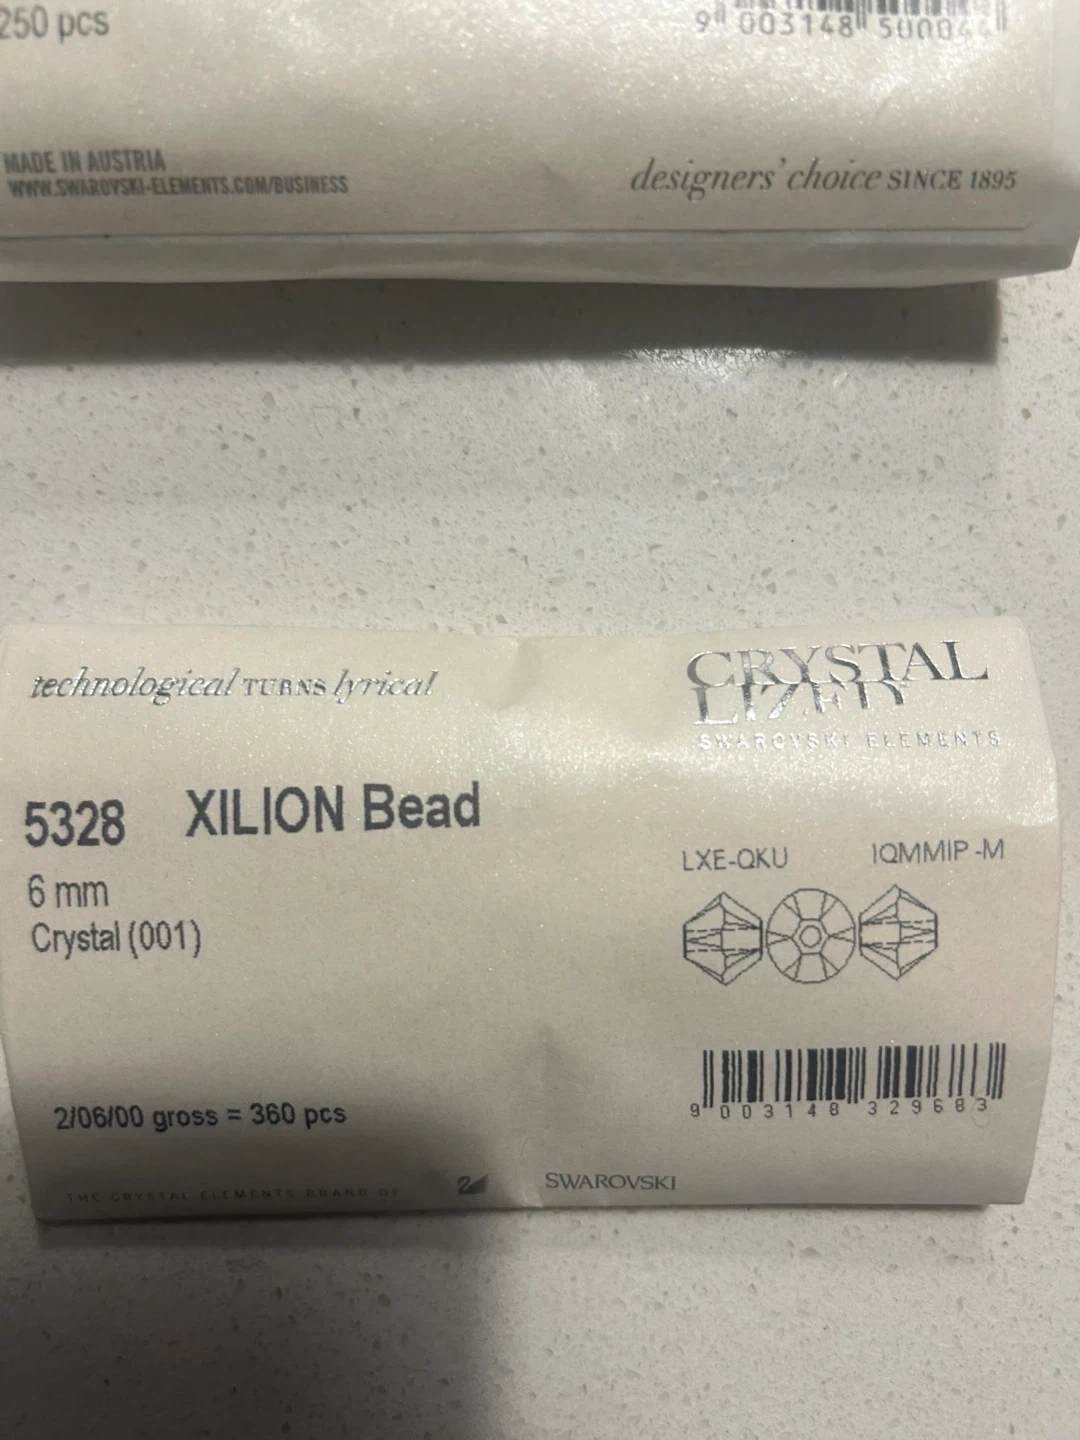 250 pcs
9 003148 500044
MADE IN AUSTRIA
WWW.SWAROVSKI-ELEMENTS.COM/BUSINESS
designers' choice SINCE 1895
technological TURNS lyrical
CRYSTAL
LIZED
SWAROVSKI ELEMENTS
5328 XILION Bead
6 mm
Crystal (001)
LXE-QKU IQMMIP -M
2/06/00 gross = 360 pcs
9 003148 329683
THE CRYSTAL ELEMENTS BRAND OF
SWAROVSKI